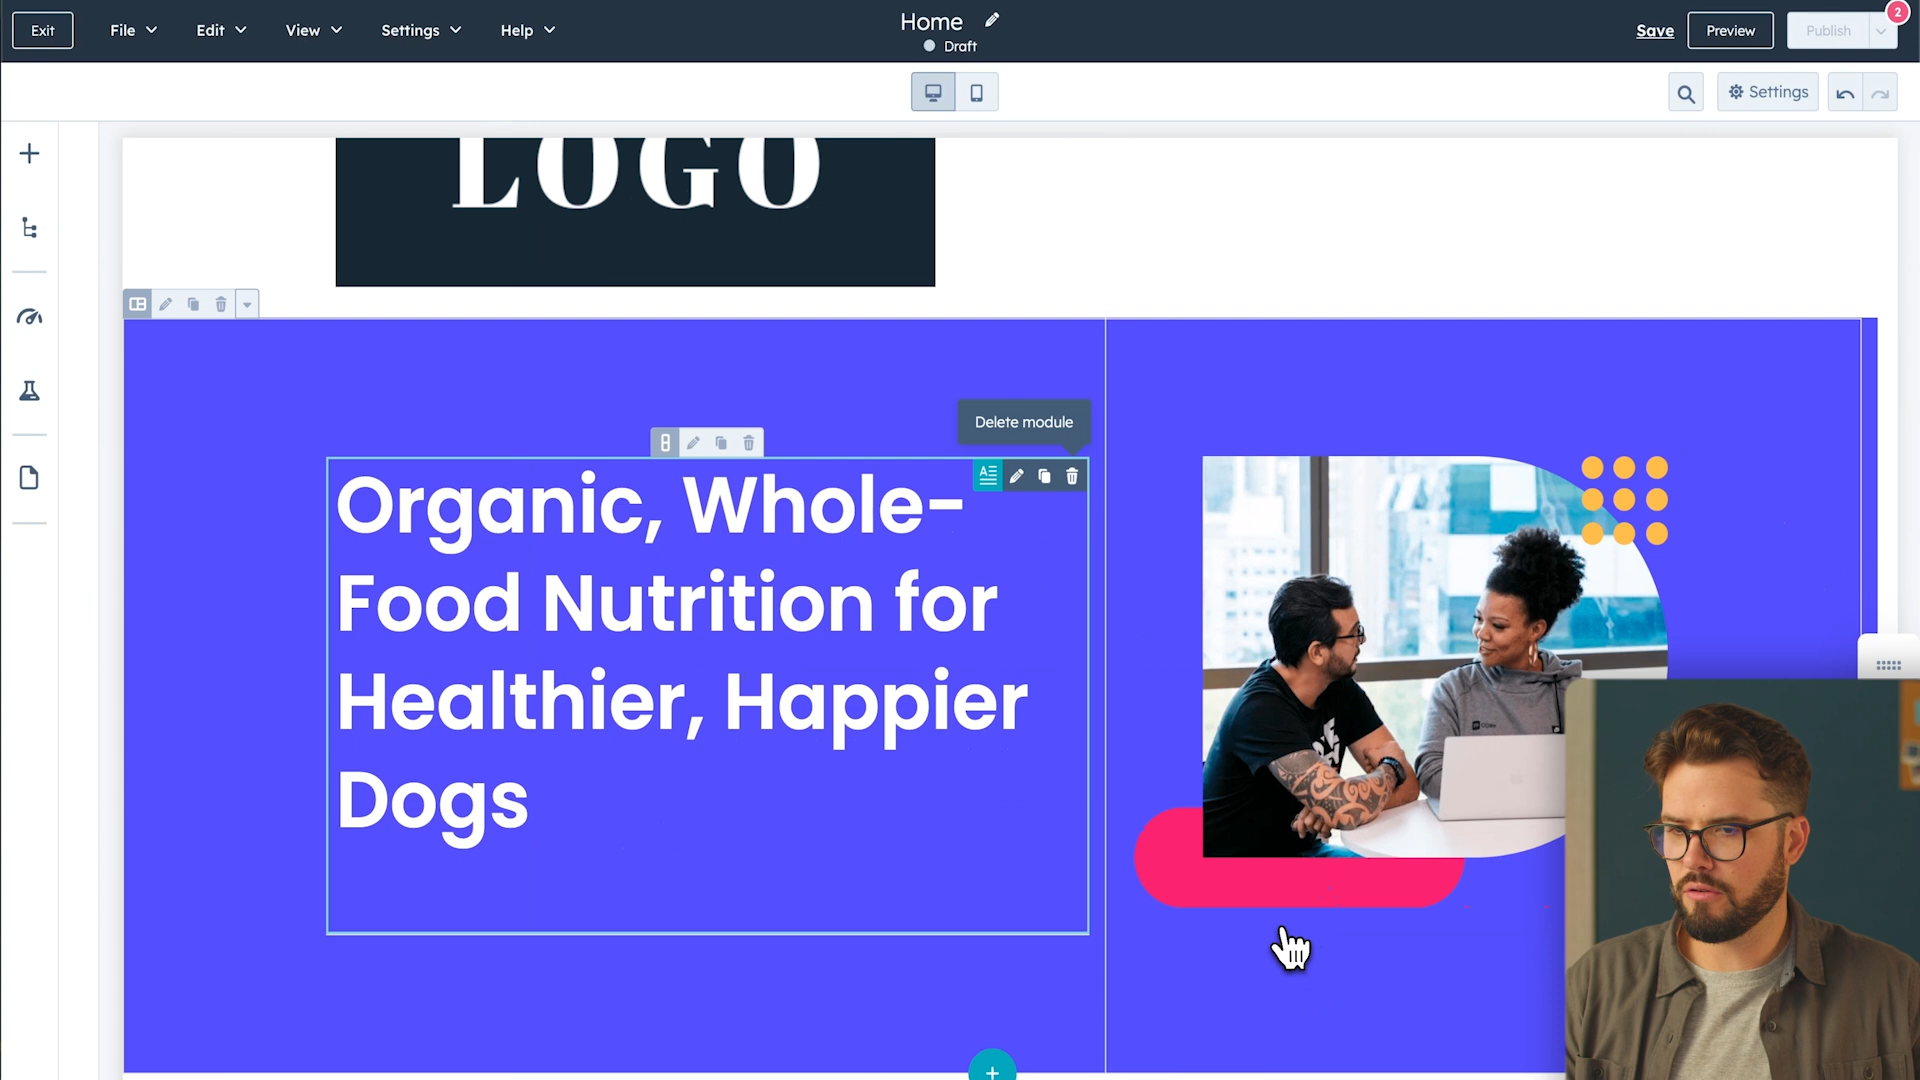 Exit
File
Edit
View
Settings
Help
Home
Draft
Save
Preview
Publish
2
Settings
LOGO
Delete module
Organic, Whole-
Food Nutrition for
Healthier, Happier
Dogs